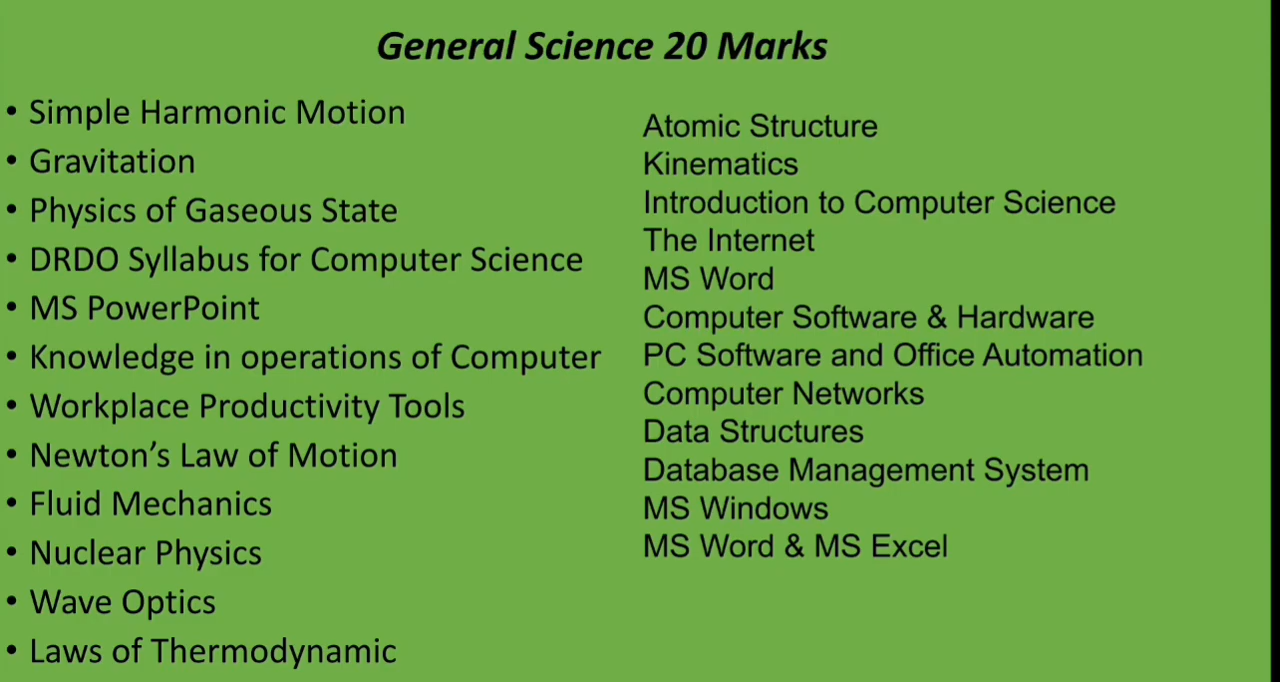 General Science 20 Marks
• Simple Harmonic Motion
• Gravitation
• Physics of Gaseous State
• DRDO Syllabus for Computer Science
• MS PowerPoint
• Knowledge in operations of Computer
• Workplace Productivity Tools
• Newton’s Law of Motion
• Fluid Mechanics
• Nuclear Physics
• Wave Optics
• Laws of Thermodynamic
Atomic Structure
Kinematics
Introduction to Computer Science
The Internet
MS Word
Computer Software & Hardware
PC Software and Office Automation
Computer Networks
Data Structures
Database Management System
MS Windows
MS Word & MS Excel